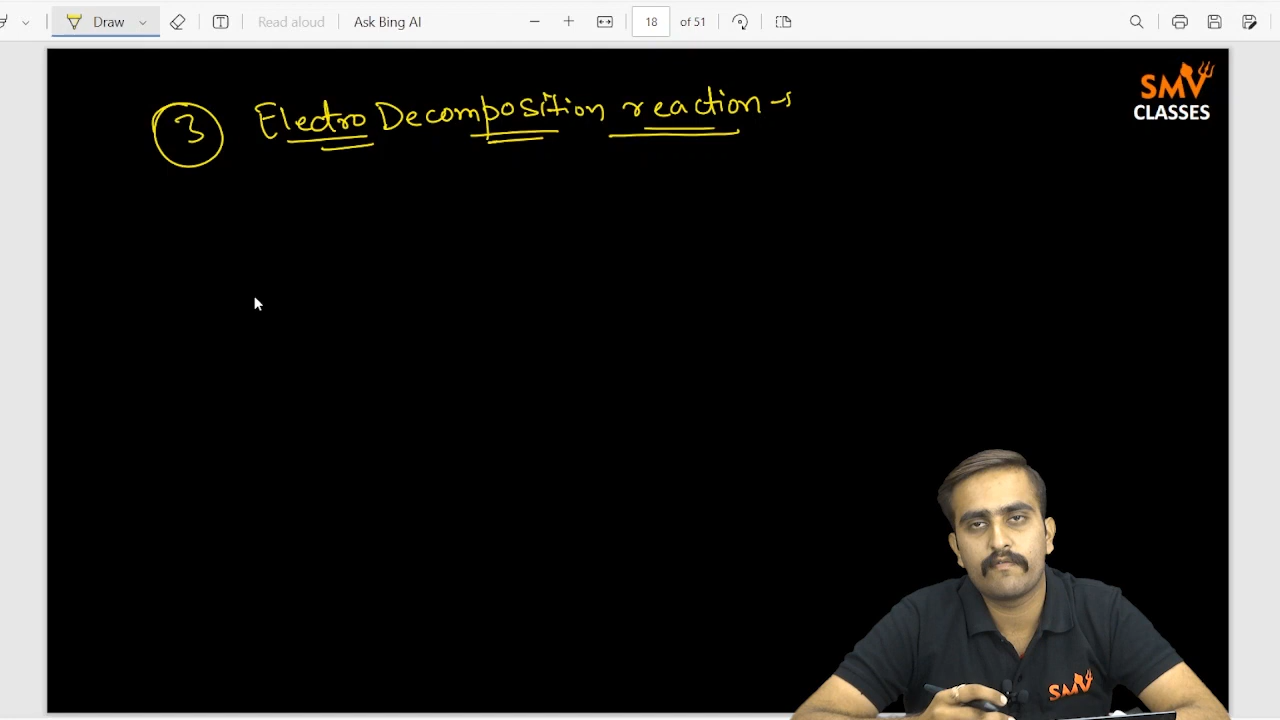 Draw
Read aloud
Ask Bing AI
18 of 51
SMV
CLASSES
3 Electro Decomposition reaction
SMV